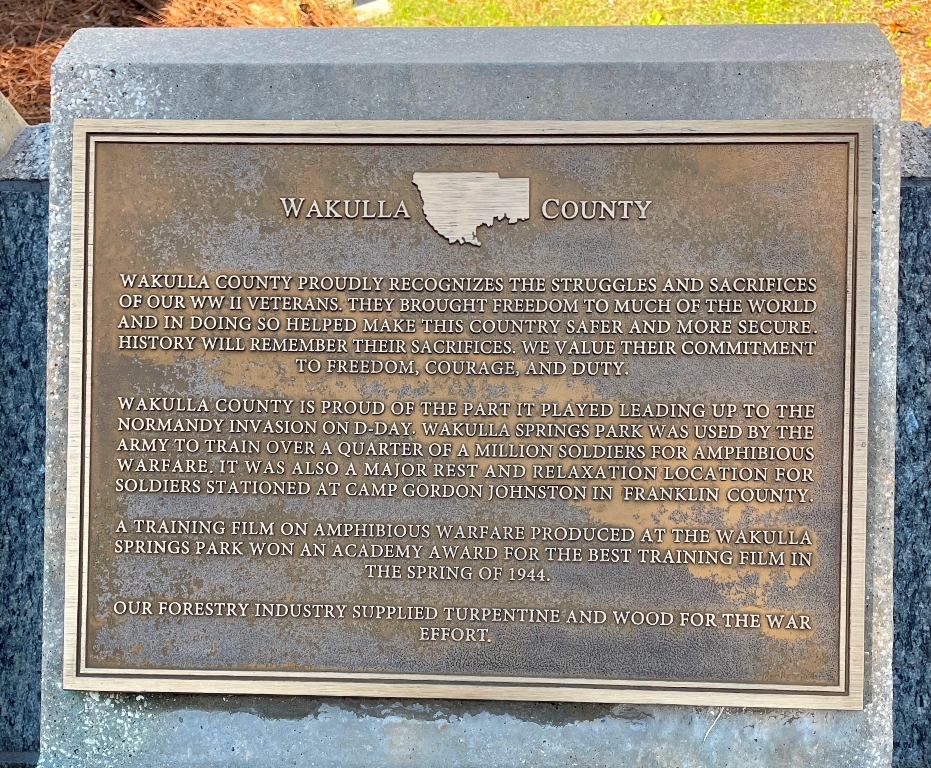 WAKULLA COUNTY
WAKULLA COUNTY PROUDLY RECOGNIZES THE STRUGGLES AND SACRIFICES
OF OUR WW II VETERANS. THEY BROUGHT FREEDOM TO MUCH OF THE WORLD
AND IN DOING SO HELPED MAKE THIS COUNTRY SAFER AND MORE SECURE.
HISTORY WILL REMEMBER THEIR SACRIFICES. WE VALUE THEIR COMMITMENT
TO FREEDOM, COURAGE, AND DUTY.
WAKULLA COUNTY IS PROUD OF THE PART IT PLAYED LEADING UP TO THE
NORMANDY INVASION ON D-DAY. WAKULLA SPRINGS PARK WAS USED BY THE
ARMY TO TRAIN OVER A QUARTER OF A MILLION SOLDIERS FOR AMPHIBIOUS
WARFARE. IT WAS ALSO A MAJOR REST AND RELAXATION LOCATION FOR
SOLDIERS STATIONED AT CAMP GORDON JOHNSTON IN FRANKLIN COUNTY.
A TRAINING FILM ON AMPHIBIOUS WARFARE PRODUCED AT THE WAKULLA
SPRINGS PARK WON AN ACADEMY AWARD FOR THE BEST TRAINING FILM IN
THE SPRING OF 1944.
OUR FORESTRY INDUSTRY SUPPLIED TURPENTINE AND WOOD FOR THE WAR
EFFORT.